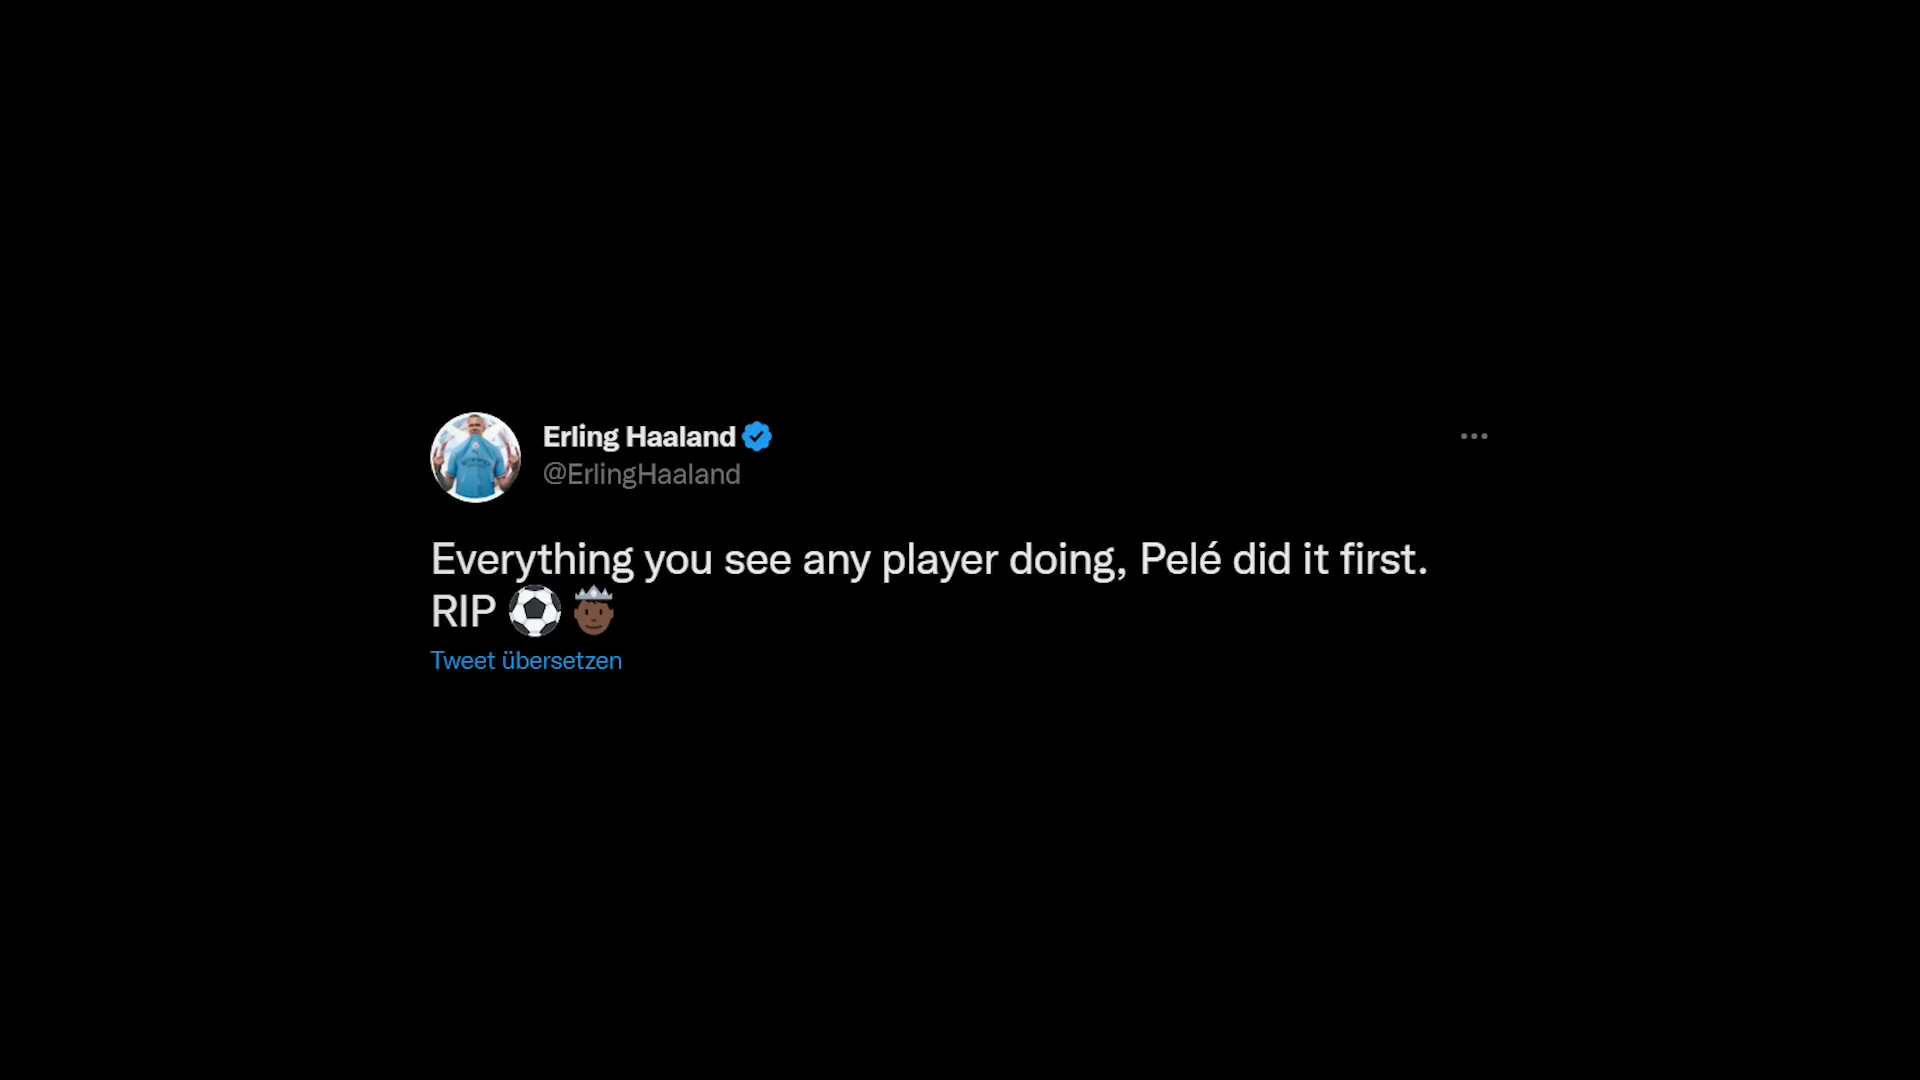 Erling Haaland
@ErlingHaaland
Everything you see any player doing, Pelé did it first.
RIP ⚽🤴🏾
Tweet übersetzen